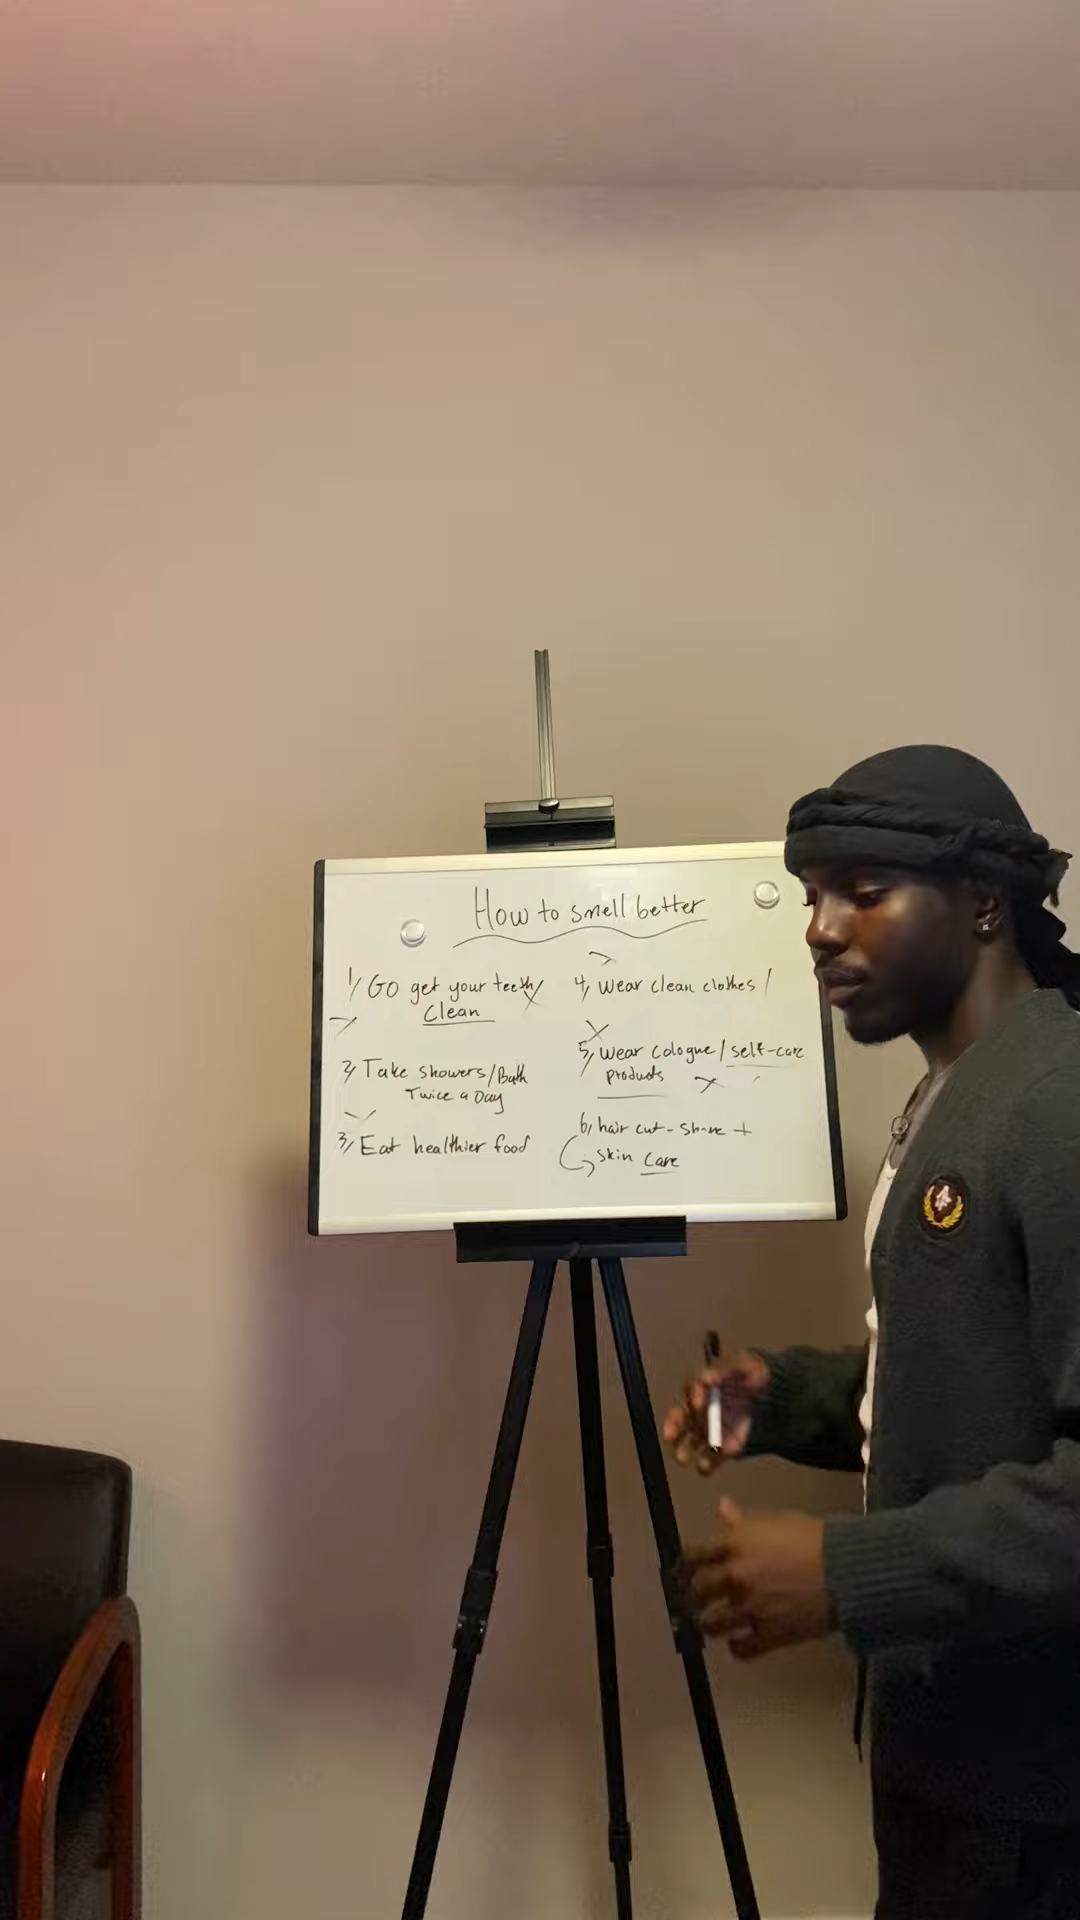 How to smell better
1/ Go get your teeth/
Clean
2/ Take showers/Bath
Twice a Day
3/ Eat healthier food
4/ Wear clean clothes /
5/ Wear cologne/self-care
products
6/ hair cut - shave +
skin care